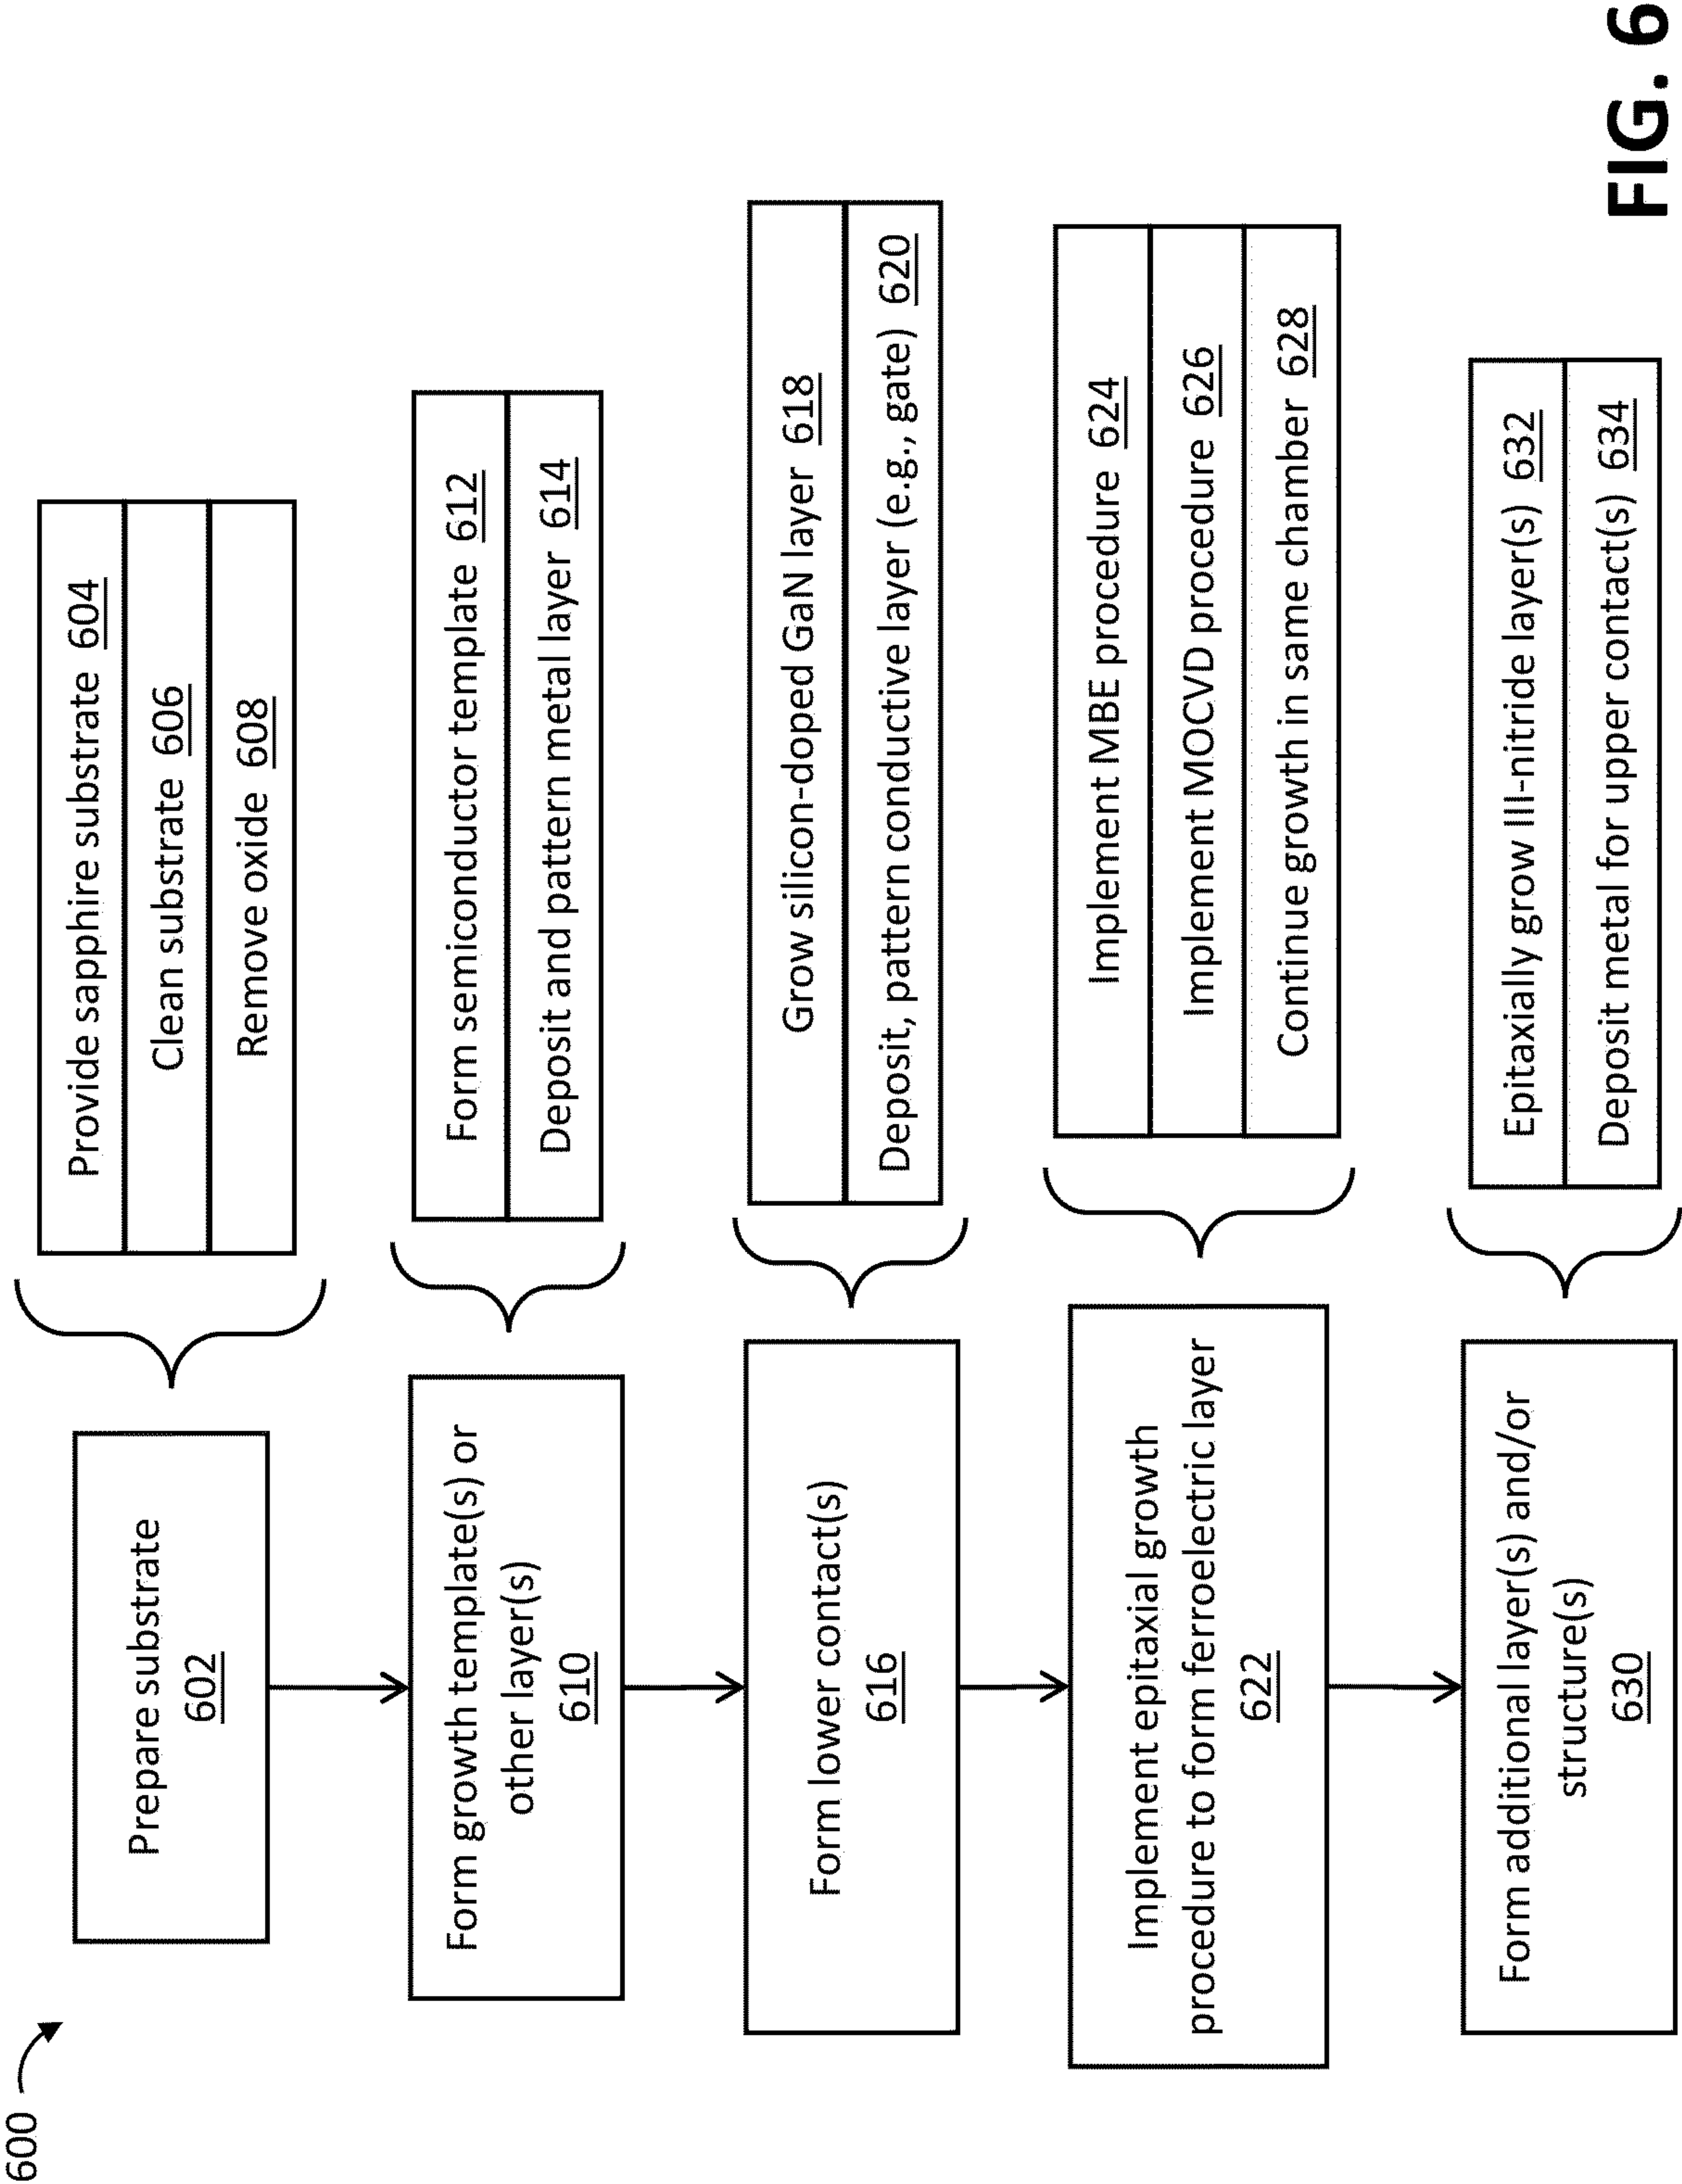 600
Prepare substrate
602
Provide sapphire substrate 604
Clean substrate 606
Remove oxide 608
Form growth template(s) or
other layer(s)
610
Form semiconductor template 612
Deposit and pattern metal layer 614
Form lower contact(s)
616
Grow silicon-doped GaN layer 618
Deposit, pattern conductive layer (e.g., gate) 620
Implement epitaxial growth
procedure to form ferroelectric layer
622
Implement MBE procedure 624
Implement MOCVD procedure 626
Continue growth in same chamber 628
Form additional layer(s) and/or
structure(s)
630
Epitaxially grow III-nitride layer(s) 632
Deposit metal for upper contact(s) 634
FIG. 6